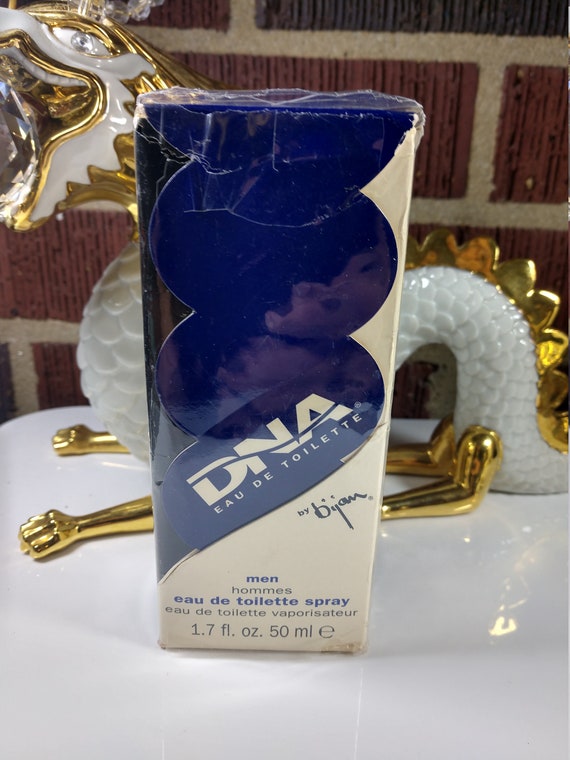 DNA®
EAU DE TOILETTE
by bijan®
men
hommes
eau de toilette spray
eau de toilette vaporisateur
1.7 fl. oz. 50 ml ℮